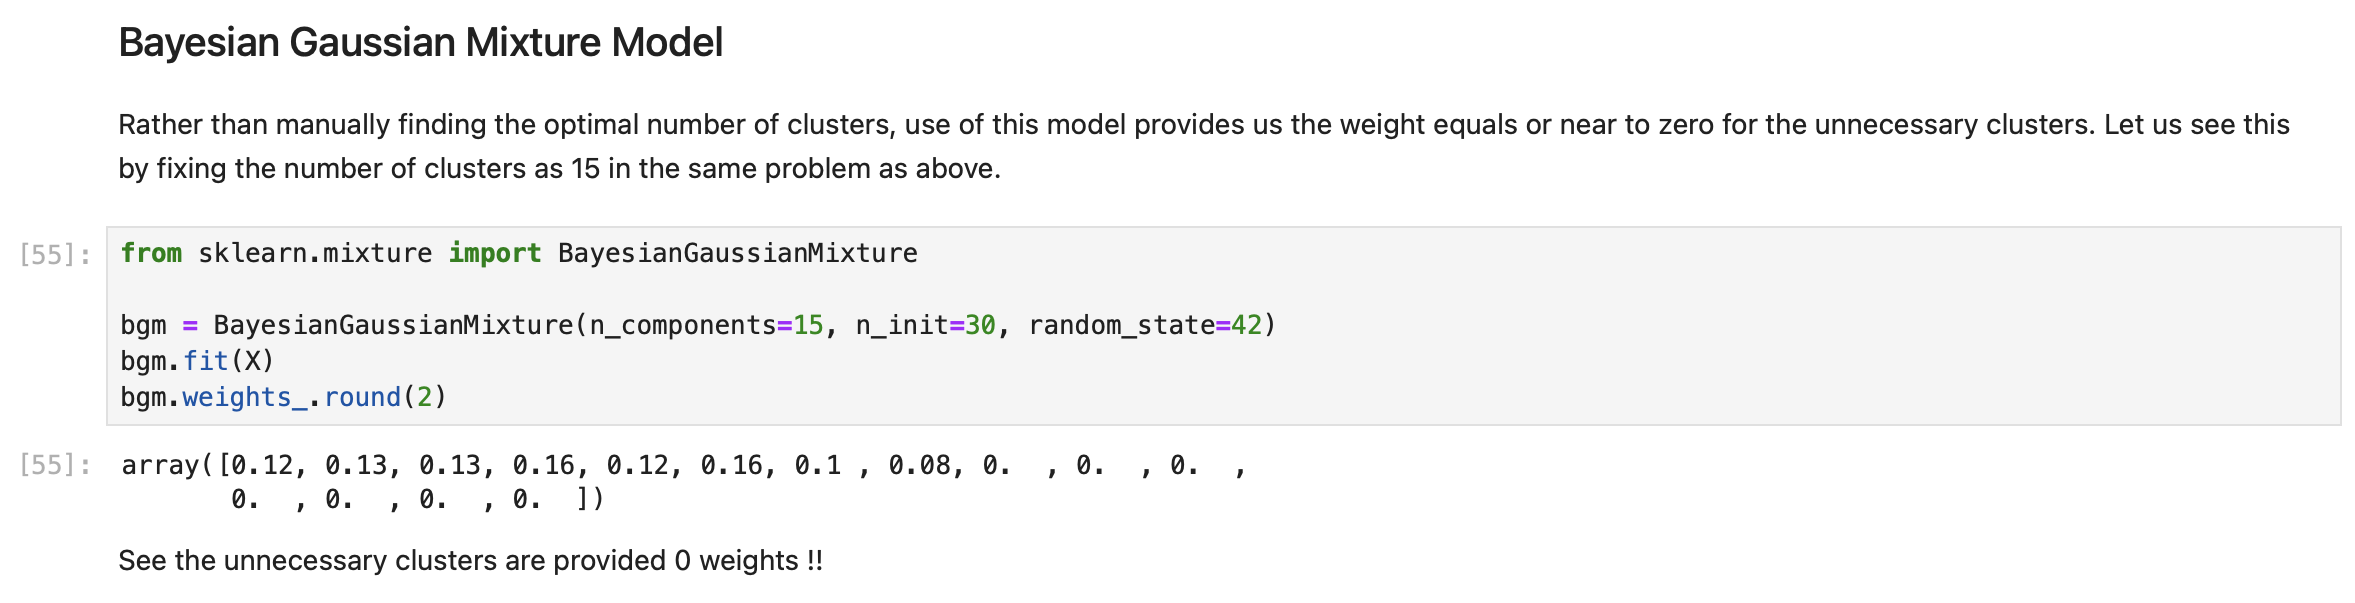 Bayesian Gaussian Mixture Model
Rather than manually finding the optimal number of clusters, use of this model provides us the weight equals or near to zero for the unnecessary clusters. Let us see this
by fixing the number of clusters as 15 in the same problem as above.
[55]: from sklearn.mixture import BayesianGaussianMixture
bgm = BayesianGaussianMixture(n_components=15, n_init=30, random_state=42)
bgm.fit(X)
bgm.weights_.round(2)
[55]: array([0.12, 0.13, 0.13, 0.16, 0.12, 0.16, 0.1 , 0.08, 0.  , 0.  , 0.  ,
0.  , 0.  , 0.  , 0.  ])
See the unnecessary clusters are provided 0 weights !!